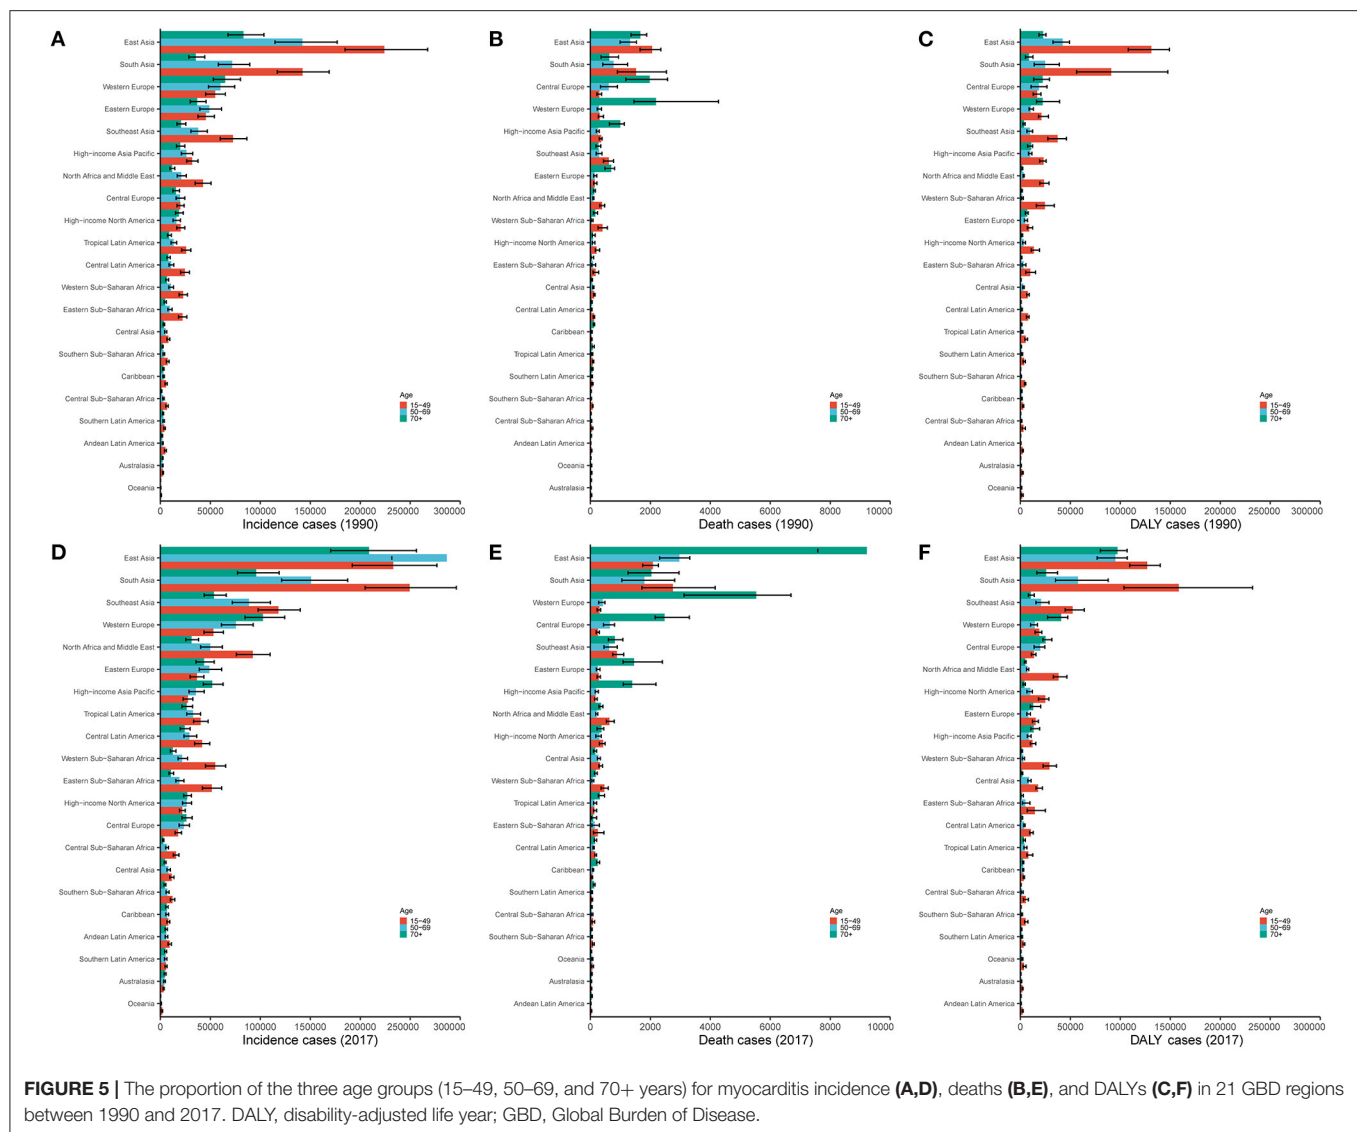 A
East Asia
South Asia
Western Europe
Eastern Europe
Southeast Asia
High−income Asia Pacific
North Africa and Middle East
Central Europe
High−income North America
Tropical Latin America
Central Latin America
Western Sub−Saharan Africa
Eastern Sub−Saharan Africa
Central Asia
Southern Sub−Saharan Africa
Caribbean
Central Sub−Saharan Africa
Southern Latin America
Andean Latin America
Australasia
Oceania
Age
15−49
50−69
70+
0 50000 100000 150000 200000 250000 300000
Incidence cases (1990)
B
East Asia
South Asia
Central Europe
Western Europe
High−income Asia Pacific
Southeast Asia
Eastern Europe
North Africa and Middle East
Western Sub−Saharan Africa
High−income North America
Eastern Sub−Saharan Africa
Central Asia
Central Latin America
Caribbean
Tropical Latin America
Southern Latin America
Southern Sub−Saharan Africa
Central Sub−Saharan Africa
Andean Latin America
Oceania
Australasia
Age
15−49
50−69
70+
0 2000 4000 6000 8000 10000
Death cases (1990)
C
East Asia
South Asia
Central Europe
Western Europe
Southeast Asia
High−income Asia Pacific
North Africa and Middle East
Western Sub−Saharan Africa
Eastern Europe
High−income North America
Eastern Sub−Saharan Africa
Central Asia
Central Latin America
Tropical Latin America
Southern Latin America
Southern Sub−Saharan Africa
Caribbean
Central Sub−Saharan Africa
Andean Latin America
Australasia
Oceania
Age
15−49
50−69
70+
0 50000 100000 150000 200000 250000 300000
DALY cases (1990)
D
East Asia
South Asia
Southeast Asia
Western Europe
North Africa and Middle East
Eastern Europe
High−income Asia Pacific
Tropical Latin America
Central Latin America
Western Sub−Saharan Africa
Eastern Sub−Saharan Africa
High−income North America
Central Europe
Central Sub−Saharan Africa
Central Asia
Southern Sub−Saharan Africa
Caribbean
Andean Latin America
Southern Latin America
Australasia
Oceania
Age
15−49
50−69
70+
0 50000 100000 150000 200000 250000 300000
Incidence cases (2017)
E
East Asia
South Asia
Western Europe
Central Europe
Southeast Asia
Eastern Europe
High−income Asia Pacific
North Africa and Middle East
High−income North America
Central Asia
Western Sub−Saharan Africa
Tropical Latin America
Eastern Sub−Saharan Africa
Central Latin America
Caribbean
Southern Latin America
Central Sub−Saharan Africa
Southern Sub−Saharan Africa
Oceania
Australasia
Andean Latin America
Age
15−49
50−69
70+
0 2000 4000 6000 8000 10000
Death cases (2017)
F
East Asia
South Asia
Southeast Asia
Western Europe
Central Europe
North Africa and Middle East
High−income North America
Eastern Europe
High−income Asia Pacific
Western Sub−Saharan Africa
Central Asia
Eastern Sub−Saharan Africa
Central Latin America
Tropical Latin America
Caribbean
Central Sub−Saharan Africa
Southern Sub−Saharan Africa
Southern Latin America
Oceania
Australasia
Andean Latin America
Age
15−49
50−69
70+
0 50000 100000 150000 200000 250000 300000
DALY cases (2017)
FIGURE 5 | The proportion of the three age groups (15–49, 50–69, and 70+ years) for myocarditis incidence (A,D), deaths (B,E), and DALYs (C,F) in 21 GBD regions
between 1990 and 2017. DALY, disability-adjusted life year; GBD, Global Burden of Disease.